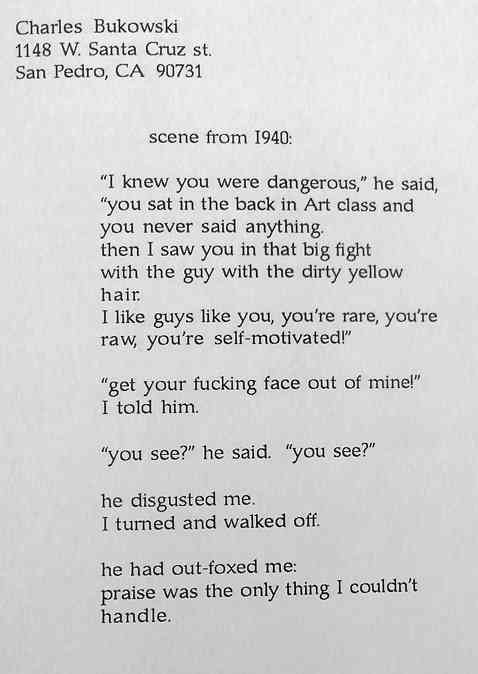 Charles Bukowski
1148 W. Santa Cruz st.
San Pedro, CA 90731
scene from 1940:
“I knew you were dangerous,” he said,
“you sat in the back in Art class and
you never said anything.
then I saw you in that big fight
with the guy with the dirty yellow
hair.
I like guys like you, you’re rare, you’re
raw, you’re self-motivated!”
“get your fucking face out of mine!”
I told him.
“you see?” he said. “you see?”
he disgusted me.
I turned and walked off.
he had out-foxed me:
praise was the only thing I couldn’t
handle.